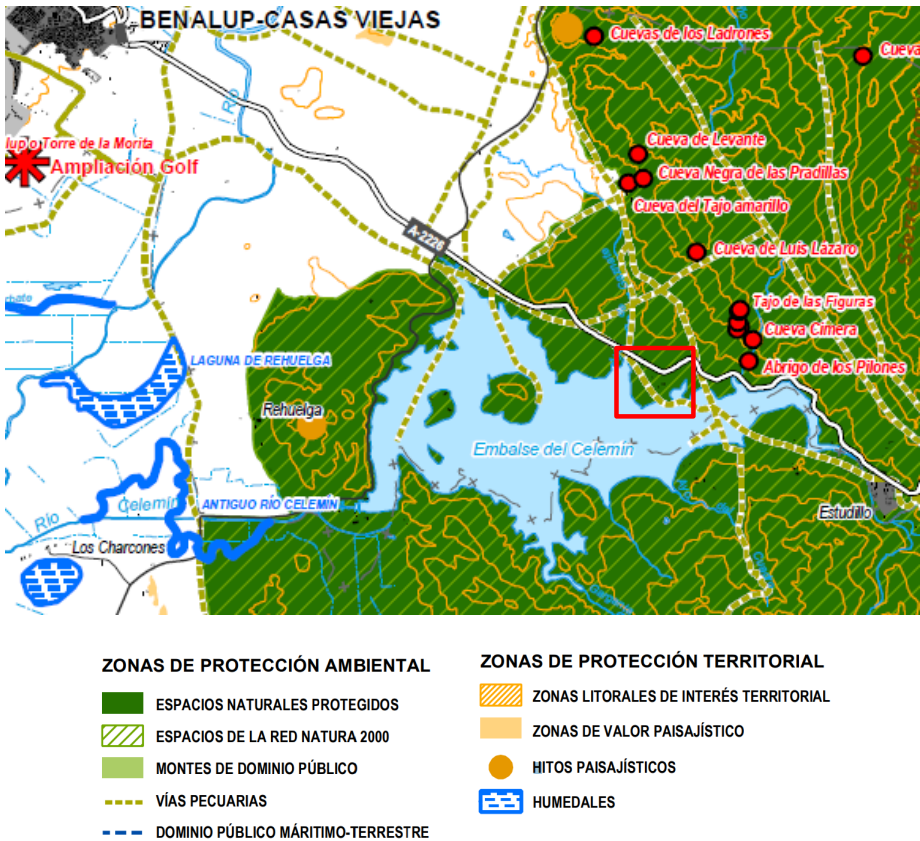 BENALUP-CASAS VIEJAS
Cuevas de los Ladrones
Cueva
Río
lup o Torre de la Morita
Ampliación Golf
Cueva de Levante
Cueva Negra de las Pradillas
Cueva del Tajo amarillo
A-2226
Cueva de Luis Lázaro
Tajo de las Figuras
Cueva Cimera
Abrigo de los Pilones
LAGUNA DE REHUELGA
Rehuelga
Embalse del Celemín
Río
Celemín
ANTIGUO RÍO CELEMÍN
Estudillo
Los Charcones
ZONAS DE PROTECCIÓN AMBIENTAL
ESPACIOS NATURALES PROTEGIDOS
ESPACIOS DE LA RED NATURA 2000
MONTES DE DOMINIO PÚBLICO
VÍAS PECUARIAS
DOMINIO PÚBLICO MÁRITIMO-TERRESTRE
ZONAS DE PROTECCIÓN TERRITORIAL
ZONAS LITORALES DE INTERÉS TERRITORIAL
ZONAS DE VALOR PAISAJÍSTICO
HITOS PAISAJÍSTICOS
HUMEDALES